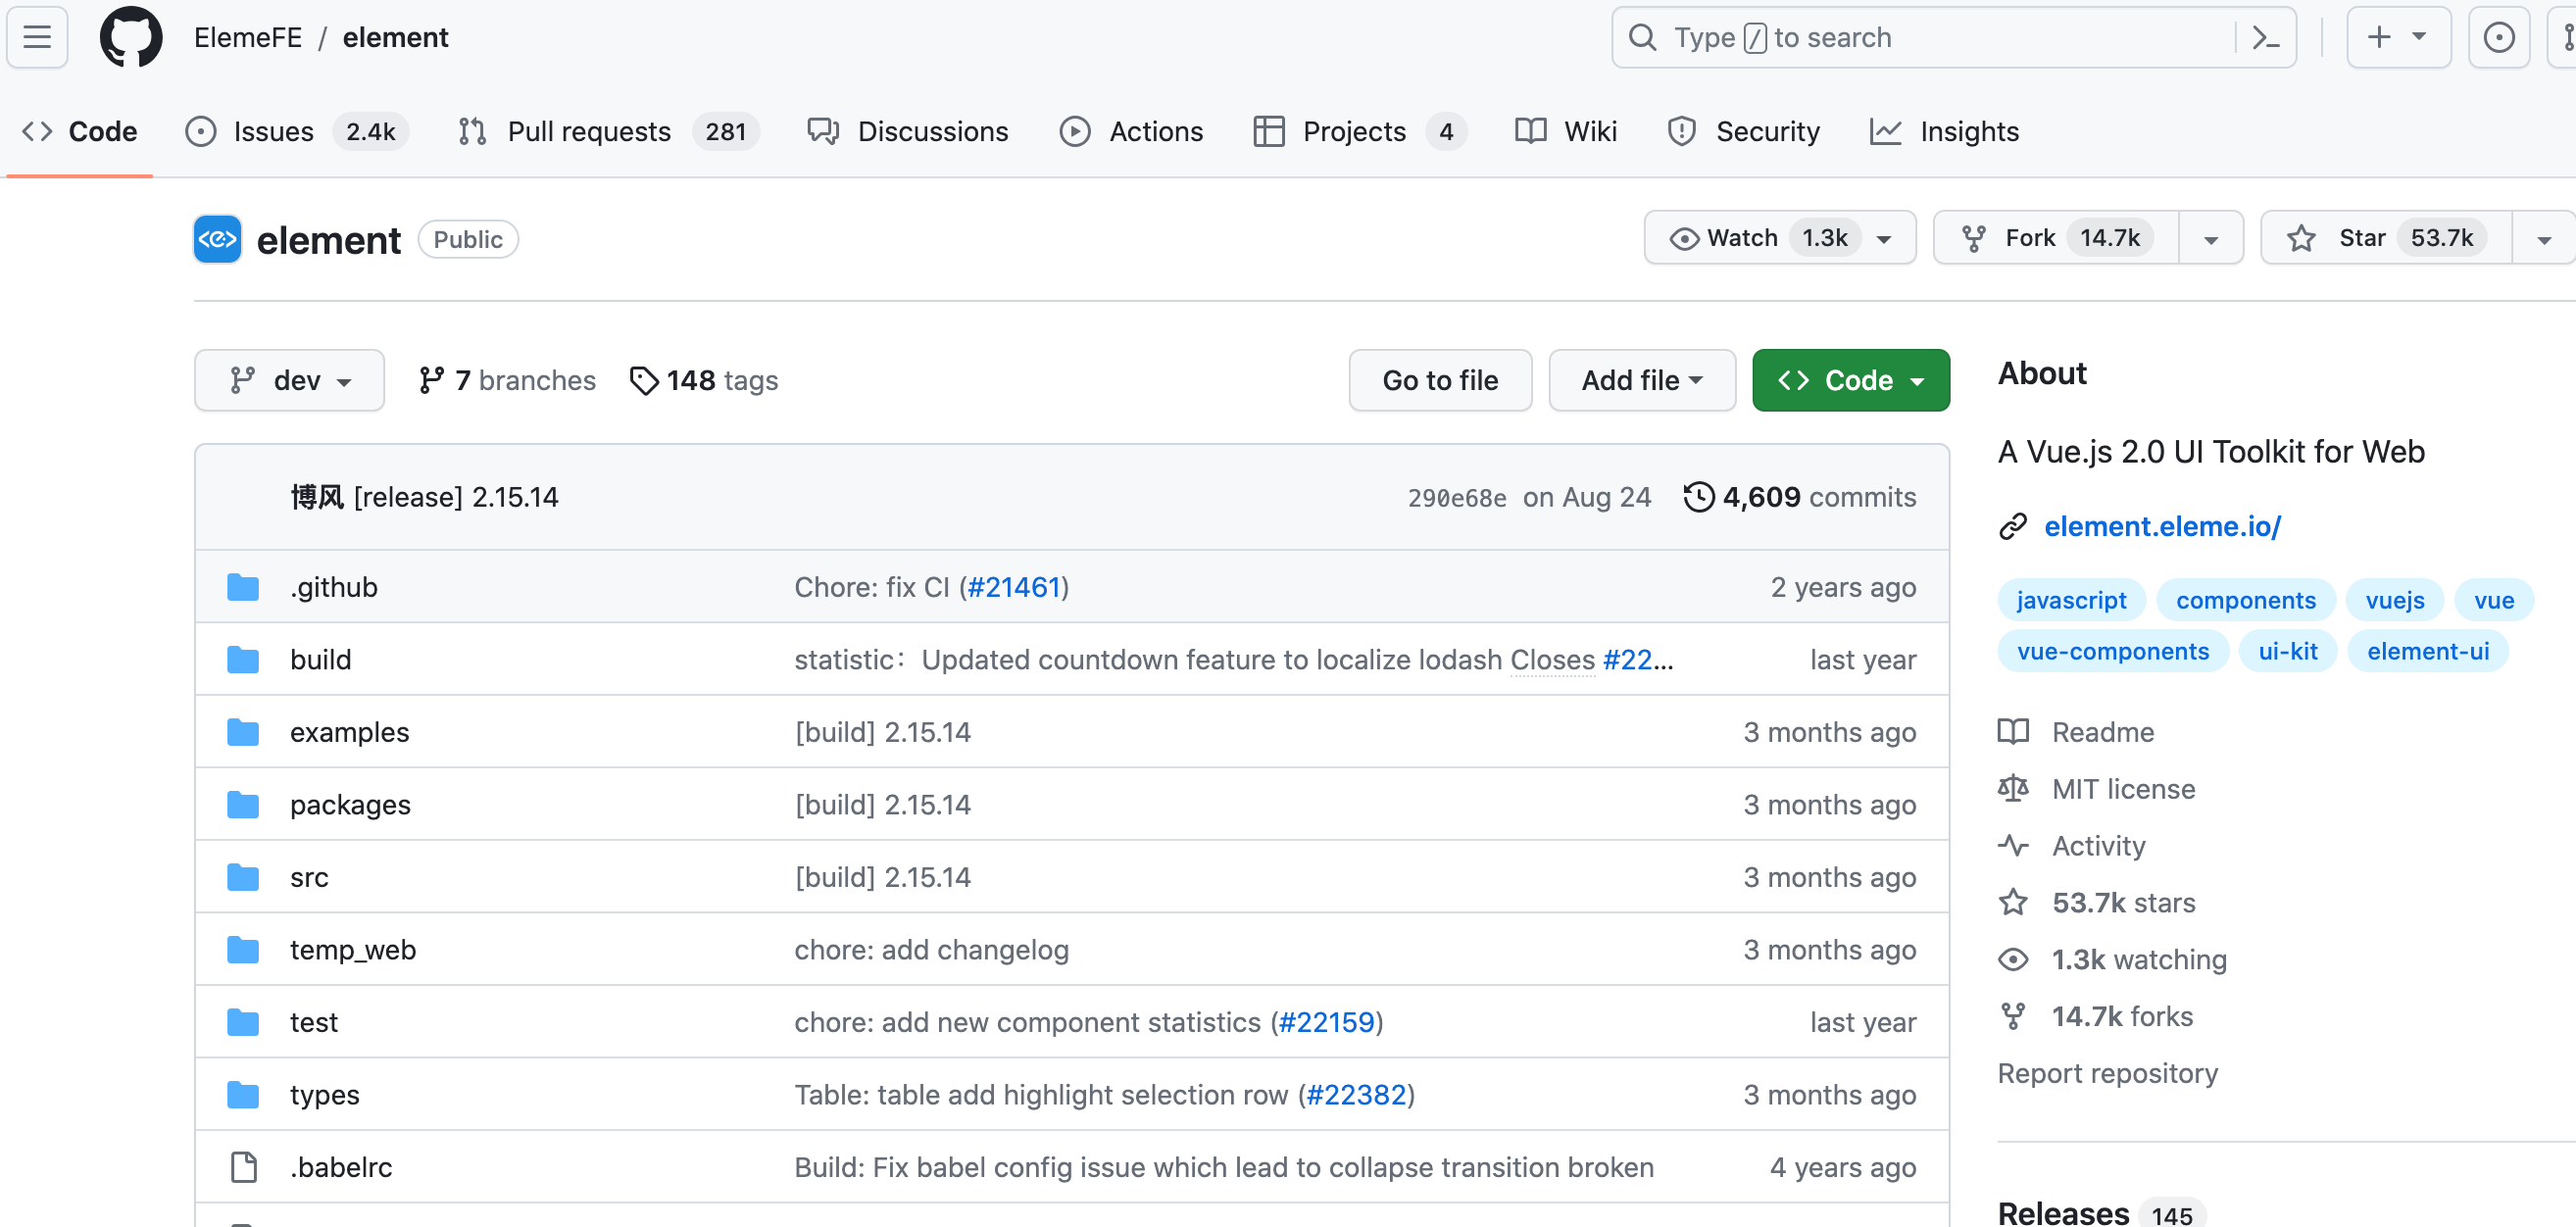 ElemeFE / element
Type / to search
Code Issues 2.4k Pull requests 281 Discussions Actions Projects 4 Wiki Security Insights
element Public
Watch 1.3k Fork 14.7k Star 53.7k
dev 7 branches 148 tags Go to file Add file Code
博风 [release] 2.15.14 290e68e on Aug 24 4,609 commits
.github Chore: fix CI (#21461) 2 years ago
build statistic：Updated countdown feature to localize lodash Closes #22... last year
examples [build] 2.15.14 3 months ago
packages [build] 2.15.14 3 months ago
src [build] 2.15.14 3 months ago
temp_web chore: add changelog 3 months ago
test chore: add new component statistics (#22159) last year
types Table: table add highlight selection row (#22382) 3 months ago
.babelrc Build: Fix babel config issue which lead to collapse transition broken 4 years ago
About
A Vue.js 2.0 UI Toolkit for Web
element.eleme.io/
javascript components vuejs vue
vue-components ui-kit element-ui
Readme
MIT license
Activity
53.7k stars
1.3k watching
14.7k forks
Report repository
Releases 145